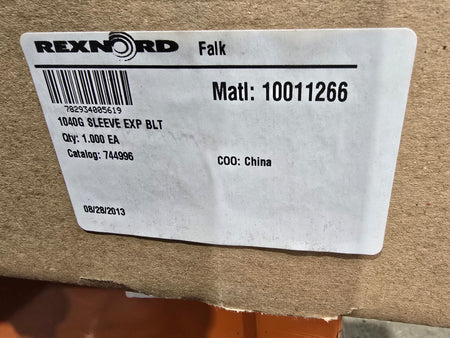 REXNORD Falk
782934005619
Matl: 10011266
1040G SLEEVE EXP BLT
Qty: 1.000 EA
Catalog: 744996
COO: China
08/28/2013